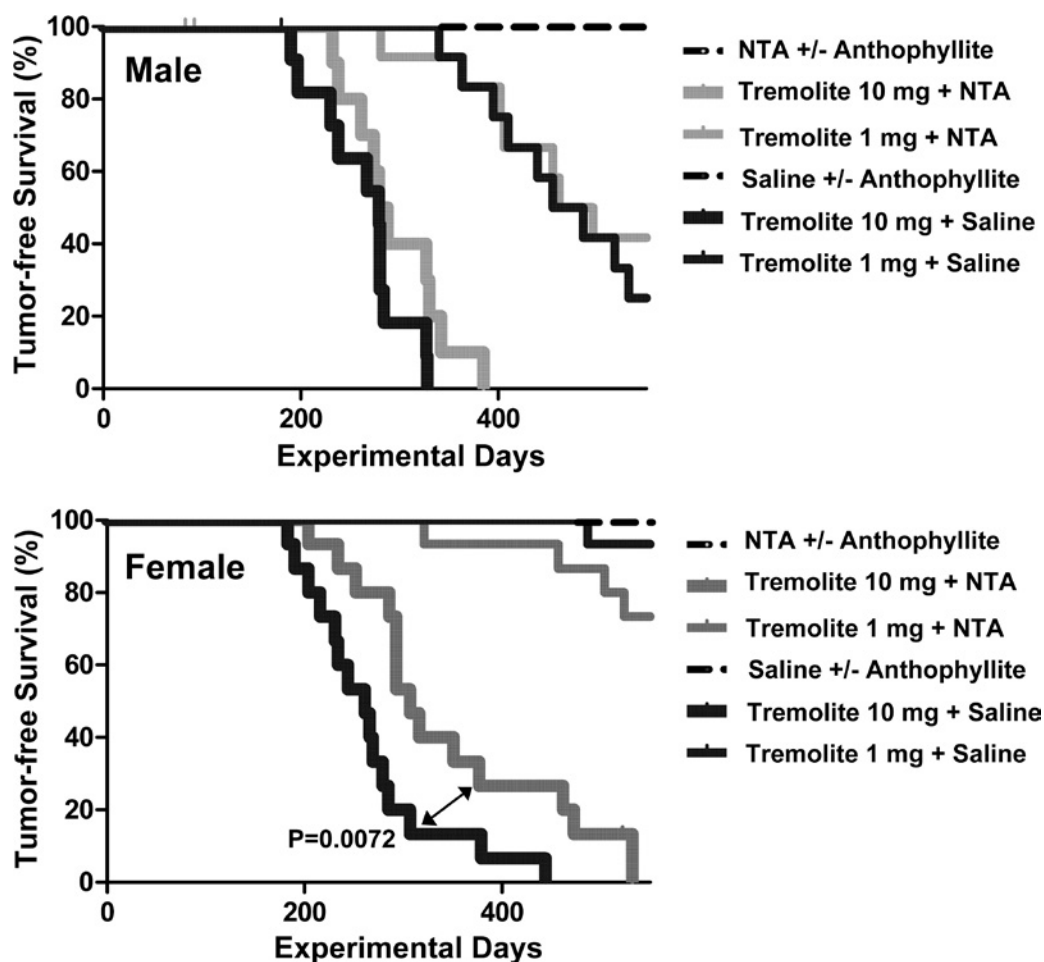 100
80
60
40
20
0
Tumor-free Survival (%)
Male
0 200 400
Experimental Days
NTA +/- Anthophyllite
Tremolite 10 mg + NTA
Tremolite 1 mg + NTA
Saline +/- Anthophyllite
Tremolite 10 mg + Saline
Tremolite 1 mg + Saline
100
80
60
40
20
0
Tumor-free Survival (%)
Female
P=0.0072
0 200 400
Experimental Days
NTA +/- Anthophyllite
Tremolite 10 mg + NTA
Tremolite 1 mg + NTA
Saline +/- Anthophyllite
Tremolite 10 mg + Saline
Tremolite 1 mg + Saline